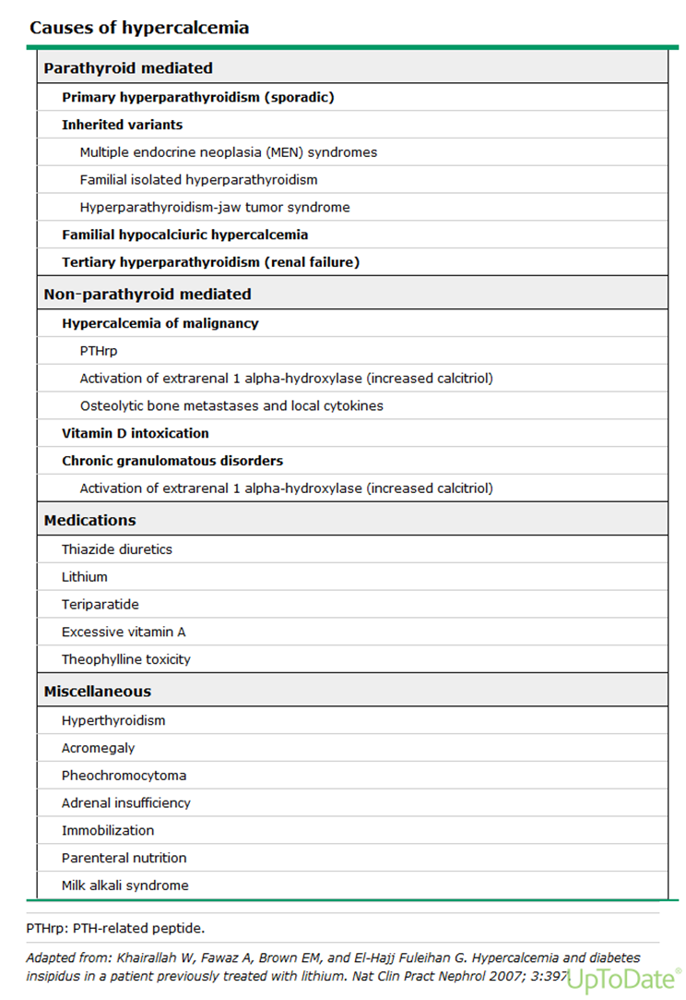 Causes of hypercalcemia
Parathyroid mediated
Primary hyperparathyroidism (sporadic)
Inherited variants
Multiple endocrine neoplasia (MEN) syndromes
Familial isolated hyperparathyroidism
Hyperparathyroidism-jaw tumor syndrome
Familial hypocalciuric hypercalcemia
Tertiary hyperparathyroidism (renal failure)
Non-parathyroid mediated
Hypercalcemia of malignancy
PTHrp
Activation of extrarenal 1 alpha-hydroxylase (increased calcitriol)
Osteolytic bone metastases and local cytokines
Vitamin D intoxication
Chronic granulomatous disorders
Activation of extrarenal 1 alpha-hydroxylase (increased calcitriol)
Medications
Thiazide diuretics
Lithium
Teriparatide
Excessive vitamin A
Theophylline toxicity
Miscellaneous
Hyperthyroidism
Acromegaly
Pheochromocytoma
Adrenal insufficiency
Immobilization
Parenteral nutrition
Milk alkali syndrome
PTHrp: PTH-related peptide.
Adapted from: Khairallah W, Fawaz A, Brown EM, and El-Hajj Fuleihan G. Hypercalcemia and diabetes
insipidus in a patient previously treated with lithium. Nat Clin Pract Nephrol 2007; 3:397.
UpToDate®